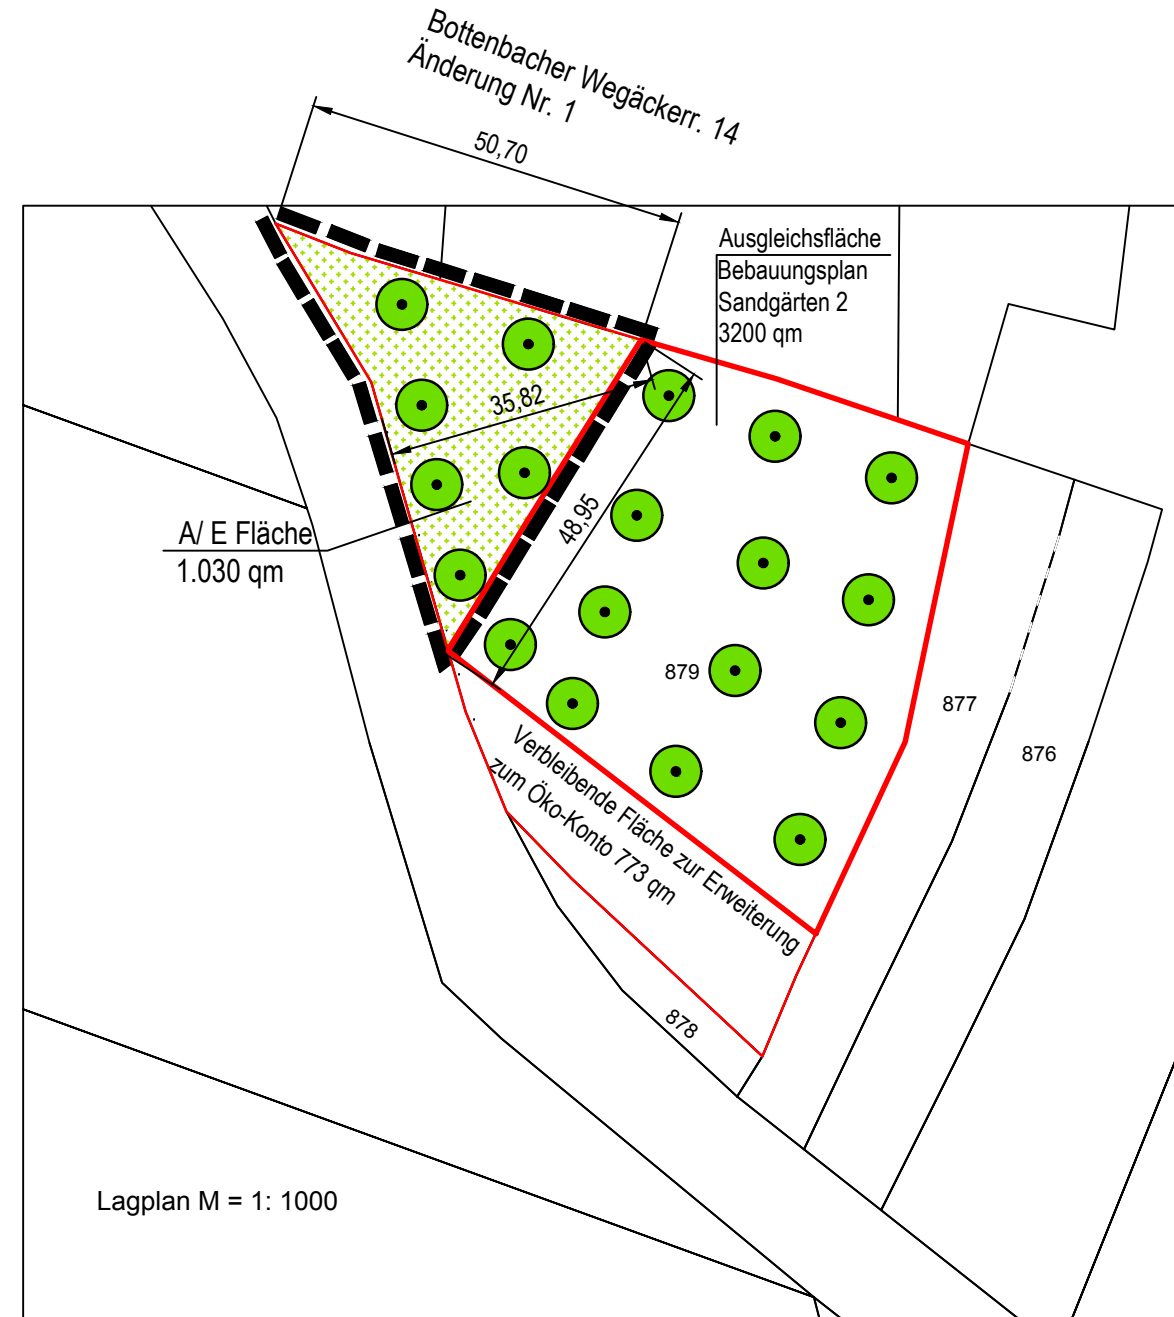 Bottenbacher Wegäckerr. 14
Änderung Nr. 1
50,70
Ausgleichsfläche
Bebauungsplan
Sandgärten 2
3200 qm
35,82
48,95
A/ E Fläche
1.030 qm
879
877
876
Verbleibende Fläche zur Erweiterung
zum Öko-Konto 773 qm
878
Lagplan M = 1: 1000